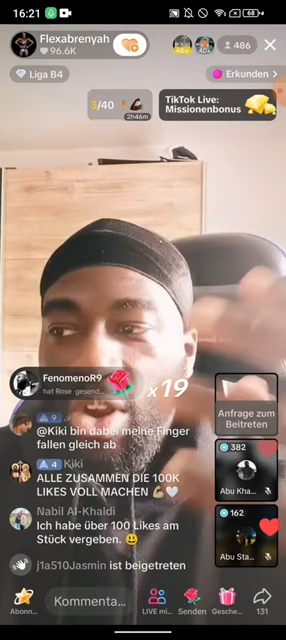 16:21
68
Flexabrenyah
96.6K
486
Liga B4
Erkunden >
3/40
2h46m
TikTok Live:
Missionenbonus
FenomenoR9
hat Rose gesend...
x19
9
@Kiki bin dabei meine Finger
fallen gleich ab
4 Kiki
ALLE ZUSAMMEN DIE 100K
LIKES VOLL MACHEN 💪🏽🤍
Nabil Al-Khaldi
Ich habe über 100 Likes am
Stück vergeben. 😃
j1a510Jasmin ist beigetreten
Anfrage zum
Beitreten
382
Abu Kha...
162
Abu Sta...
Kommenta...
Abonn...
LIVE mi...
Senden
Gesche...
131